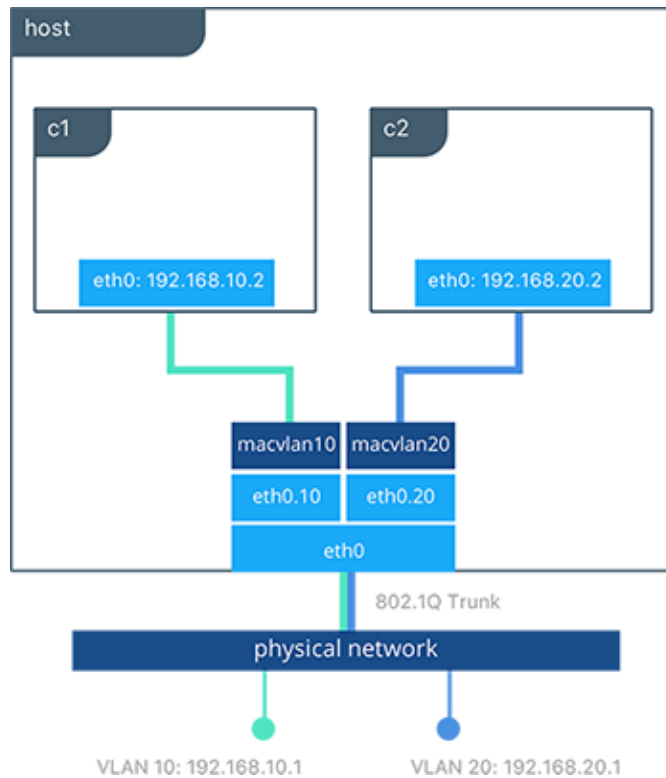 host
c1
c2
eth0: 192.168.10.2
eth0: 192.168.20.2
macvlan10
macvlan20
eth0.10
eth0.20
eth0
802.1Q Trunk
physical network
VLAN 10: 192.168.10.1
VLAN 20: 192.168.20.1